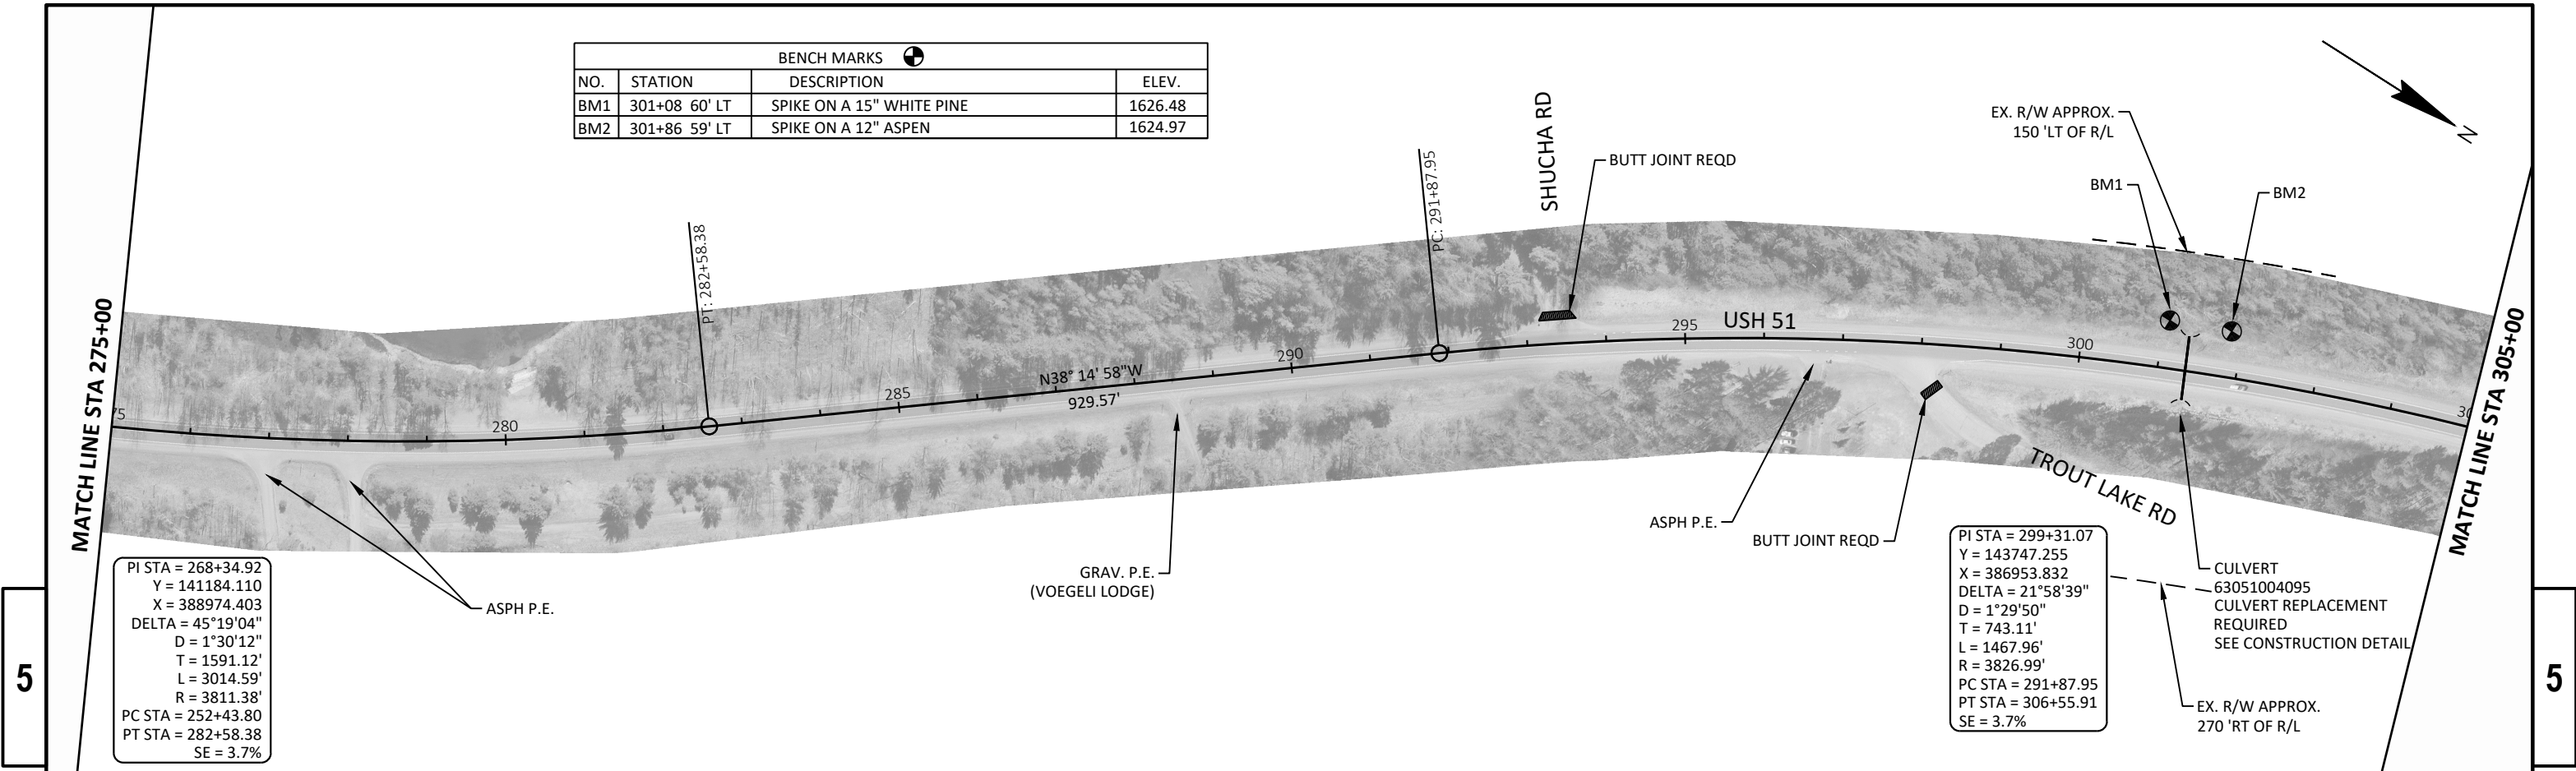 BENCH MARKS
NO. STATION DESCRIPTION ELEV.
BM1 301+08 60' LT SPIKE ON A 15" WHITE PINE 1626.48
BM2 301+86 59' LT SPIKE ON A 12" ASPEN 1624.97
N
EX. R/W APPROX.
150 'LT OF R/L
BM1
BM2
SHUCHA RD
BUTT JOINT REQD
PC: 291+87.95
PT: 282+58.38
MATCH LINE STA 275+00
75
280
285
N38° 14' 58"W
929.57'
290
295
USH 51
300
30
MATCH LINE STA 305+00
TROUT LAKE RD
ASPH P.E.
BUTT JOINT REQD
GRAV. P.E.
(VOEGELI LODGE)
ASPH P.E.
PI STA = 268+34.92
Y = 141184.110
X = 388974.403
DELTA = 45°19'04"
D = 1°30'12"
T = 1591.12'
L = 3014.59'
R = 3811.38'
PC STA = 252+43.80
PT STA = 282+58.38
SE = 3.7%
PI STA = 299+31.07
Y = 143747.255
X = 386953.832
DELTA = 21°58'39"
D = 1°29'50"
T = 743.11'
L = 1467.96'
R = 3826.99'
PC STA = 291+87.95
PT STA = 306+55.91
SE = 3.7%
CULVERT
63051004095
CULVERT REPLACEMENT
REQUIRED
SEE CONSTRUCTION DETAIL
EX. R/W APPROX.
270 'RT OF R/L
5
5